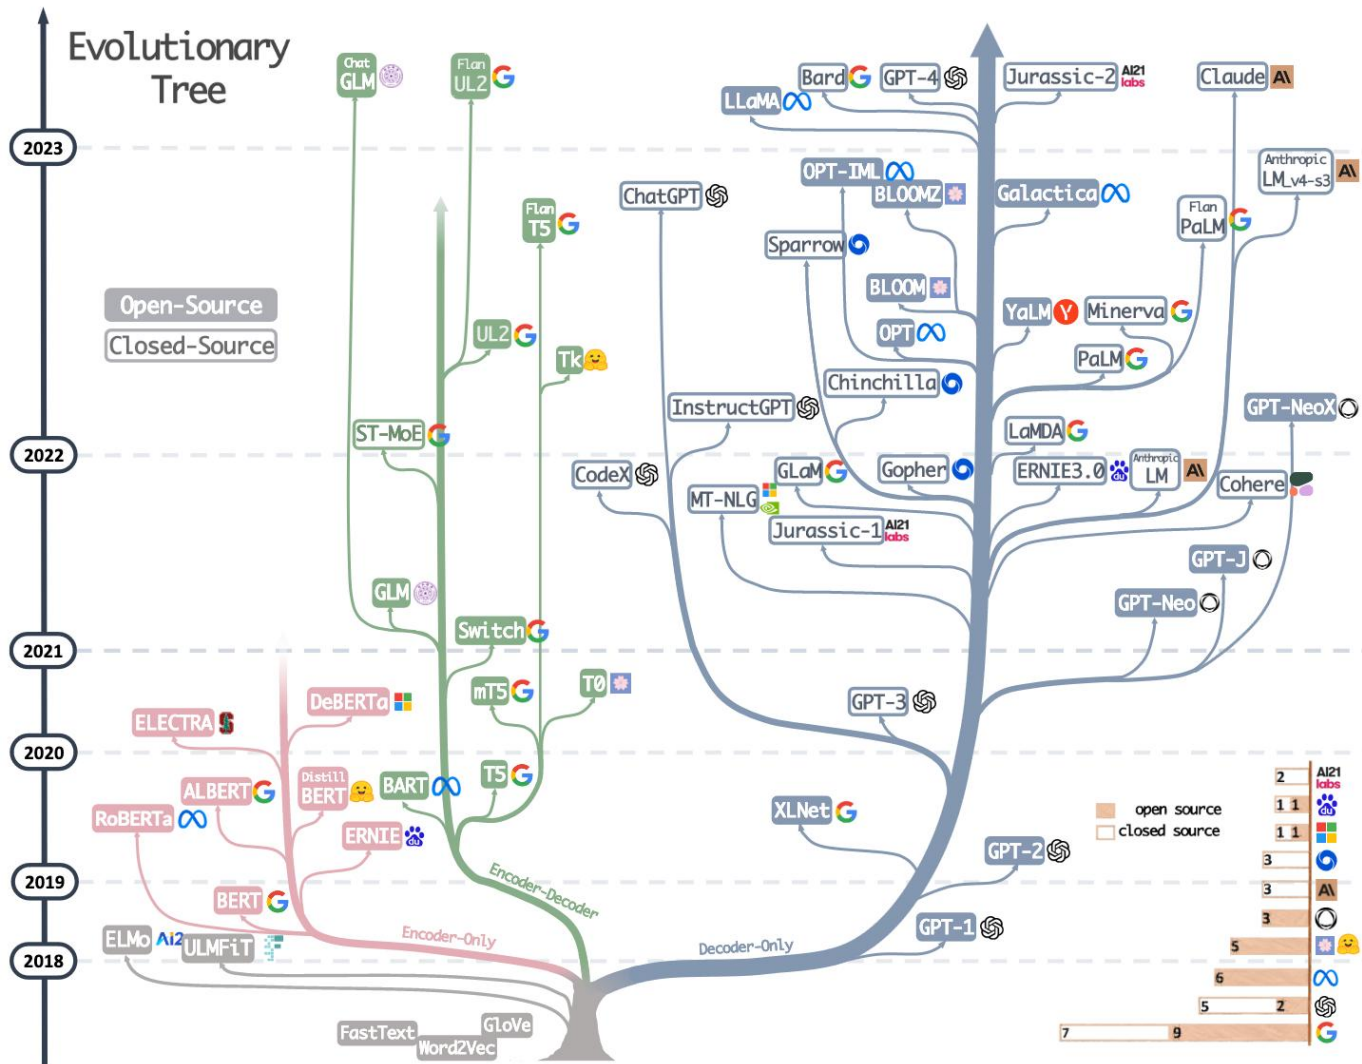 Evolutionary
Tree
2023
2022
2021
2020
2019
2018
Open-Source
Closed-Source
Chat
GLM
Flan
UL2
Flan
T5
UL2
Tk
ST-MoE
GLM
Switch
mT5
T0
BART
T5
Encoder-Decoder
DeBERTa
ELECTRA
ALBERT
Distill
BERT
RoBERTa
ERNIE
BERT
Encoder-Only
ELMo
Ai2
ULMFiT
FastText
GloVe
Word2Vec
LLaMA
Bard
GPT-4
Jurassic-2
AI21
labs
Claude
A\
OPT-IML
BLOOMZ
Galactica
Anthropic
LM_v4-s3
A\
ChatGPT
Flan
PaLM
Sparrow
BLOOM
OPT
YaLM
Minerva
PaLM
Chinchilla
InstructGPT
GPT-NeoX
LaMDA
CodeX
GLaM
Gopher
ERNIE3.0
du
Anthropic
LM
A\
Cohere
MT-NLG
Jurassic-1
AI21
labs
GPT-J
GPT-Neo
GPT-3
XLNet
GPT-2
GPT-1
Decoder-Only
open source
closed source
2
AI21
labs
1 1
du
1 1
3
3
A\
3
5
6
5 2
7 9